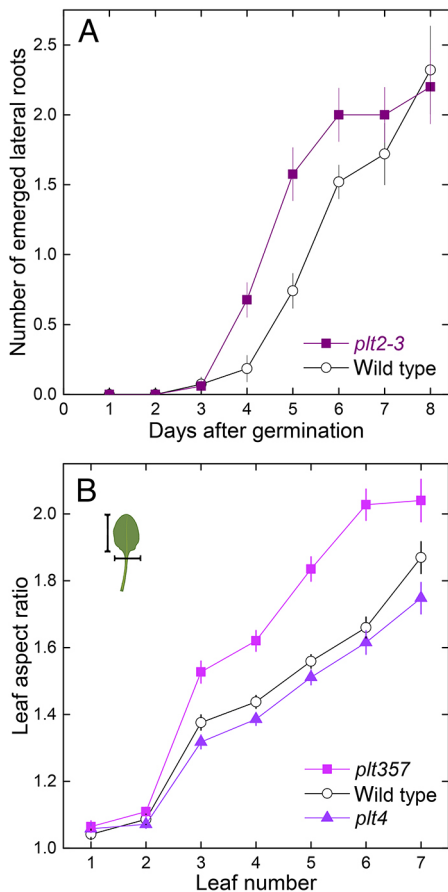 A
Number of emerged lateral roots
2.5
2.0
1.5
1.0
0.5
0.0
plt2-3
Wild type
0 1 2 3 4 5 6 7 8
Days after germination
B
Leaf aspect ratio
2.0
1.8
1.6
1.4
1.2
1.0
plt357
Wild type
plt4
1 2 3 4 5 6 7
Leaf number